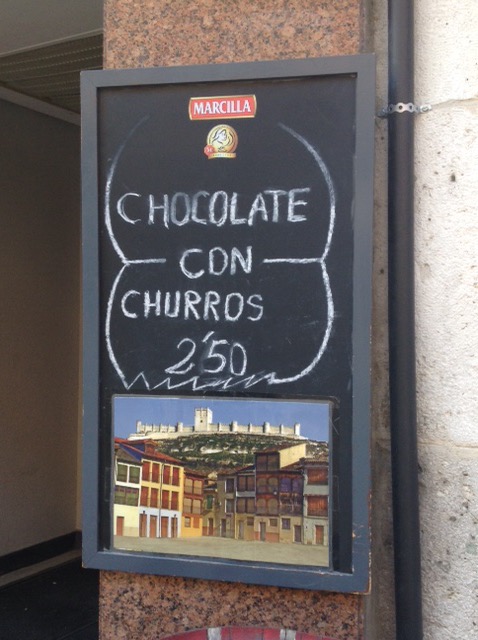 MARCILLA
CHOCOLATE
CON
CHURROS
2'50